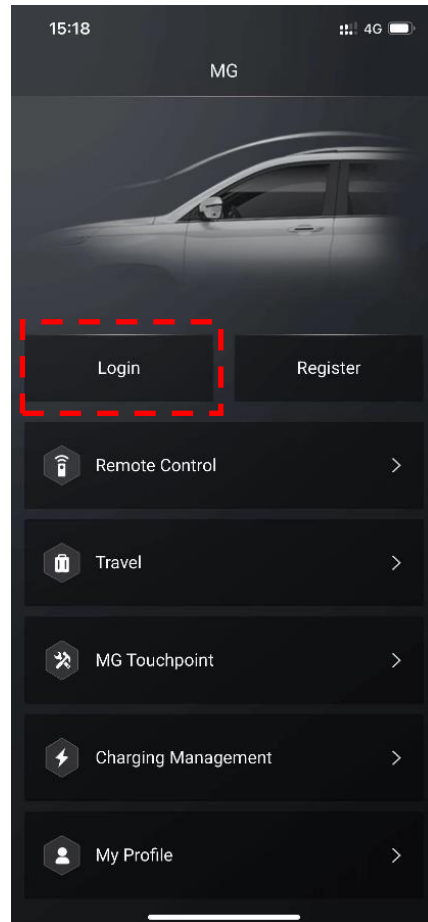 15:18 4G
MG
Login Register
Remote Control
Travel
MG Touchpoint
Charging Management
My Profile